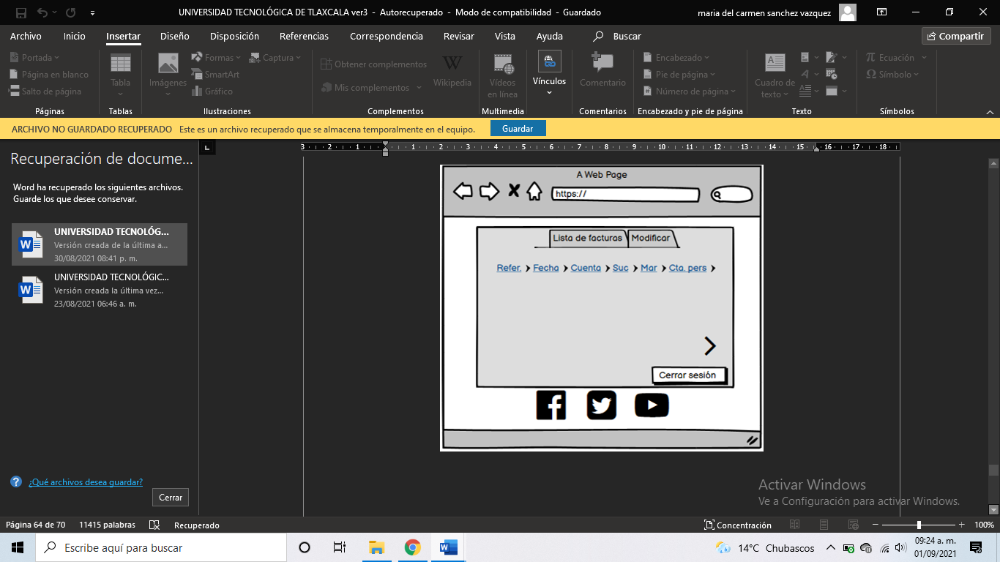 UNIVERSIDAD TECNOLÓGICA DE TLAXCALA ver3 - Autorecuperado - Modo de compatibilidad - Guardado
maria del carmen sanchez vazquez
Archivo Inicio Insertar Diseño Disposición Referencias Correspondencia Revisar Vista Ayuda Buscar Compartir
Portada
Página en blanco
Salto de página
Páginas
Tabla
Tablas
Imágenes
Formas
SmartArt
Gráfico
Captura
Ilustraciones
Obtener complementos
Mis complementos
Wikipedia
Complementos
Vídeos
en línea
Multimedia
Vínculos
Comentario
Comentarios
Encabezado
Pie de página
Número de página
Encabezado y pie de página
Cuadro de
texto
Texto
Ecuación
Símbolo
Símbolos
ARCHIVO NO GUARDADO RECUPERADO Este es un archivo recuperado que se almacena temporalmente en el equipo. Guardar
Recuperación de docume...
Word ha recuperado los siguientes archivos.
Guarde los que desee conservar.
UNIVERSIDAD TECNOLÓG...
Versión creada de la última a...
30/08/2021 08:41 p. m.
UNIVERSIDAD TECNOLÓGIC...
Versión creada la última vez...
23/08/2021 06:46 a. m.
¿Qué archivos desea guardar?
Cerrar
3 2 1 1 2 3 4 5 6 7 8 9 10 11 12 13 14 15 16 17 18
A Web Page
https://
Lista de facturas Modificar
Refer. Fecha Cuenta Suc Mar Cta. pers
Cerrar sesión
Activar Windows
Ve a Configuración para activar Windows.
Página 64 de 70 11415 palabras Recuperado Concentración 100%
Escribe aquí para buscar
14°C Chubascos
09:24 a. m.
01/09/2021